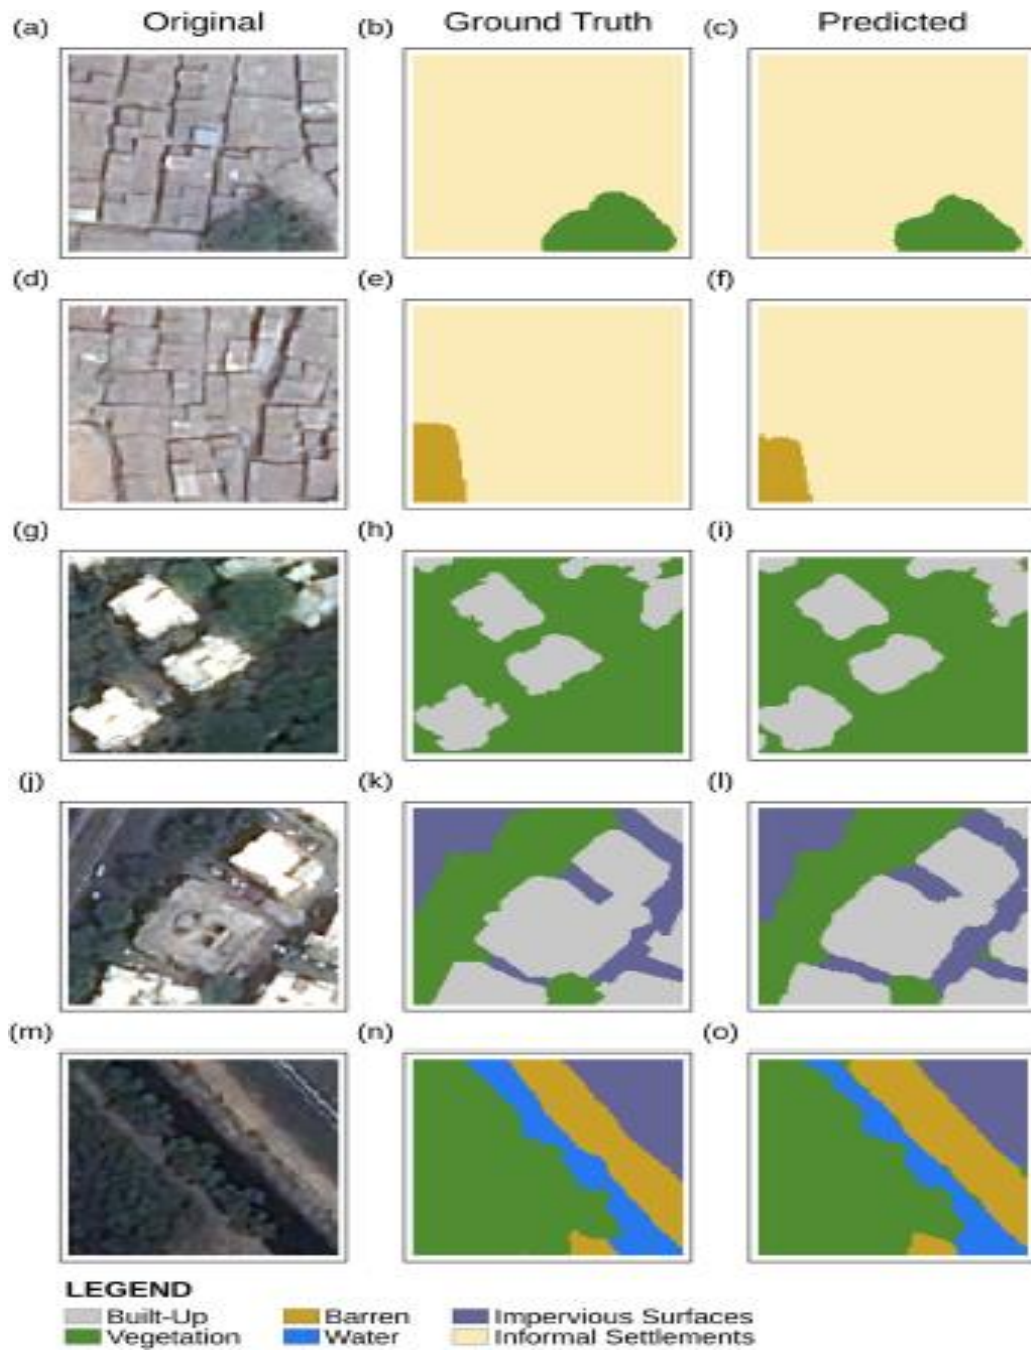 (a) Original (b) Ground Truth (c) Predicted
(d) (e) (f)
(g) (h) (i)
(j) (k) (l)
(m) (n) (o)
LEGEND
Built-Up Barren Impervious Surfaces
Vegetation Water Informal Settlements